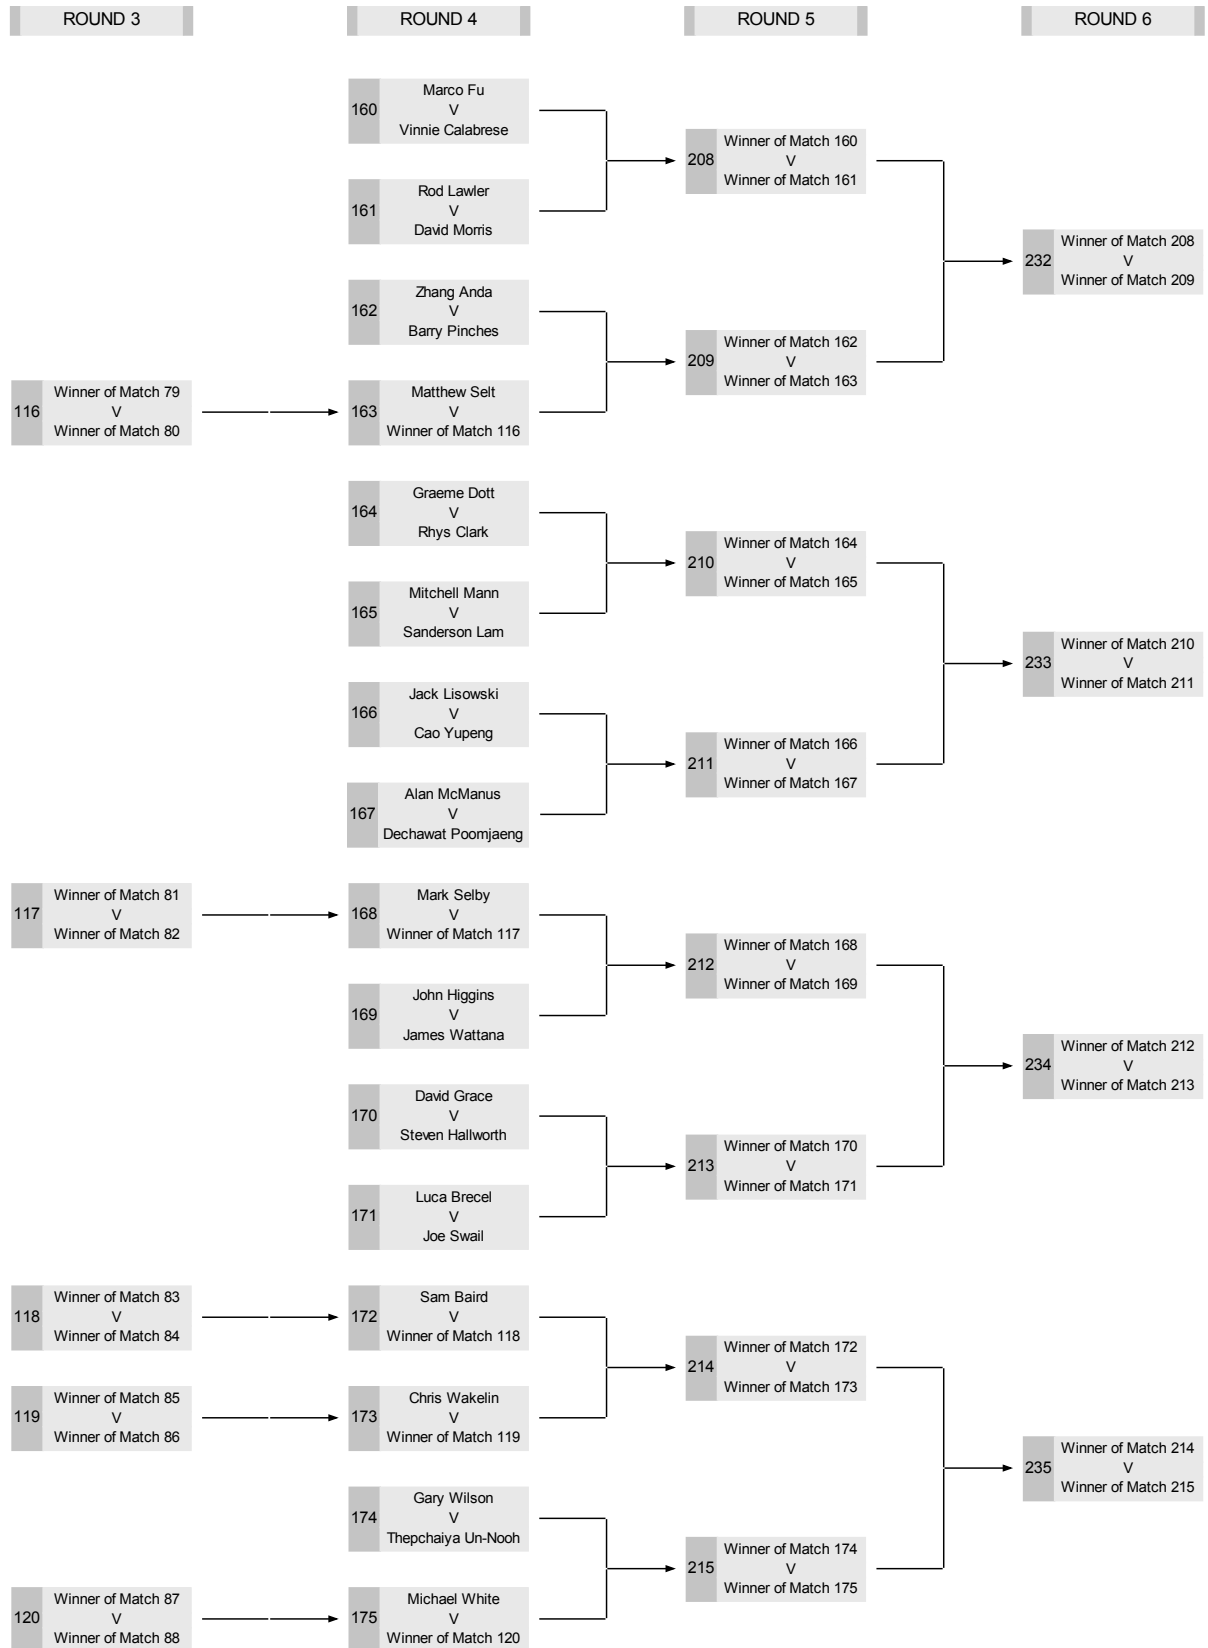 ROUND 3
ROUND 4
ROUND 5
ROUND 6
160
Marco Fu
V
Vinnie Calabrese
161
Rod Lawler
V
David Morris
162
Zhang Anda
V
Barry Pinches
116
Winner of Match 79
V
Winner of Match 80
163
Matthew Selt
V
Winner of Match 116
164
Graeme Dott
V
Rhys Clark
165
Mitchell Mann
V
Sanderson Lam
166
Jack Lisowski
V
Cao Yupeng
167
Alan McManus
V
Dechawat Poomjaeng
117
Winner of Match 81
V
Winner of Match 82
168
Mark Selby
V
Winner of Match 117
169
John Higgins
V
James Wattana
170
David Grace
V
Steven Hallworth
171
Luca Brecel
V
Joe Swail
118
Winner of Match 83
V
Winner of Match 84
172
Sam Baird
V
Winner of Match 118
119
Winner of Match 85
V
Winner of Match 86
173
Chris Wakelin
V
Winner of Match 119
174
Gary Wilson
V
Thepchaiya Un-Nooh
120
Winner of Match 87
V
Winner of Match 88
175
Michael White
V
Winner of Match 120
208
Winner of Match 160
V
Winner of Match 161
209
Winner of Match 162
V
Winner of Match 163
210
Winner of Match 164
V
Winner of Match 165
211
Winner of Match 166
V
Winner of Match 167
212
Winner of Match 168
V
Winner of Match 169
213
Winner of Match 170
V
Winner of Match 171
214
Winner of Match 172
V
Winner of Match 173
215
Winner of Match 174
V
Winner of Match 175
232
Winner of Match 208
V
Winner of Match 209
233
Winner of Match 210
V
Winner of Match 211
234
Winner of Match 212
V
Winner of Match 213
235
Winner of Match 214
V
Winner of Match 215